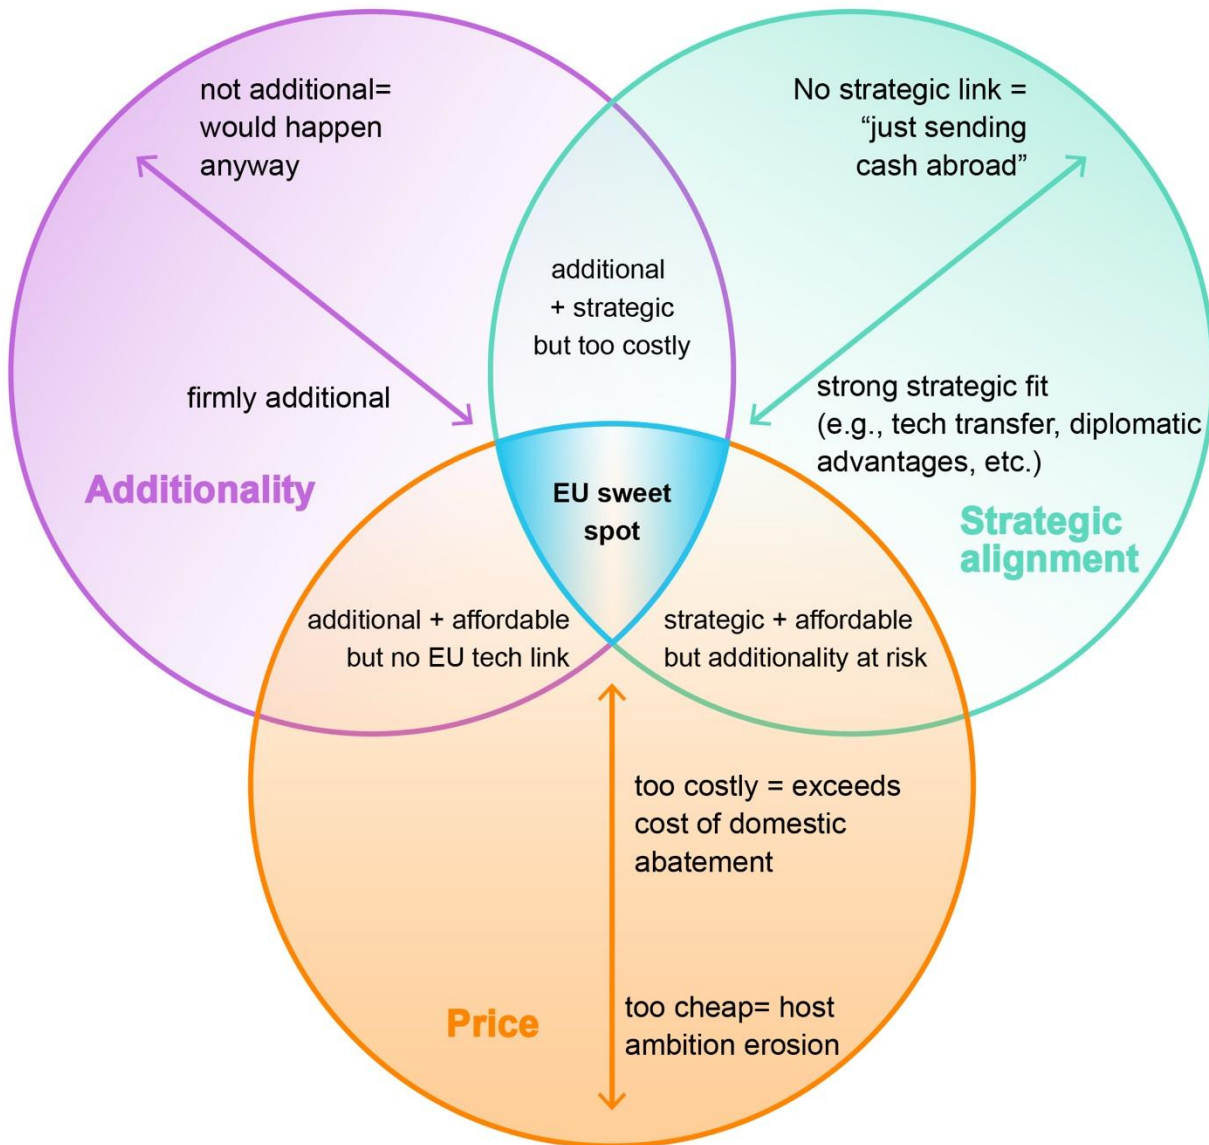 not additional=
would happen
anyway
No strategic link =
“just sending
cash abroad”
additional
+ strategic
but too costly
firmly additional
strong strategic fit
(e.g., tech transfer, diplomatic
advantages, etc.)
Additionality
Strategic
alignment
EU sweet
spot
additional + affordable
but no EU tech link
strategic + affordable
but additionality at risk
too costly = exceeds
cost of domestic
abatement
Price
too cheap= host
ambition erosion